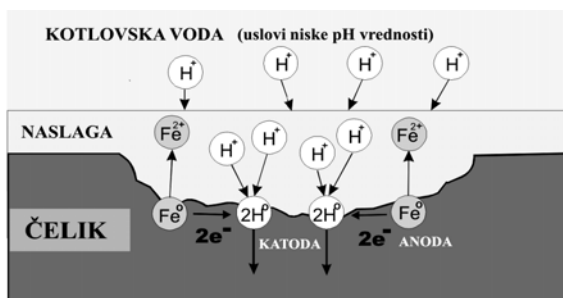 KOTLOVSKA VODA (uslovi niske pH vrednosti)
H⁺ H⁺ H⁺ H⁺
NASLAGA
Fe²⁺ H⁺ H⁺ H⁺ H⁺ Fe²⁺
ČELIK
Fe⁰ 2H⁰ 2H⁰ Fe⁰
2e⁻ KATODA 2e⁻ ANODA